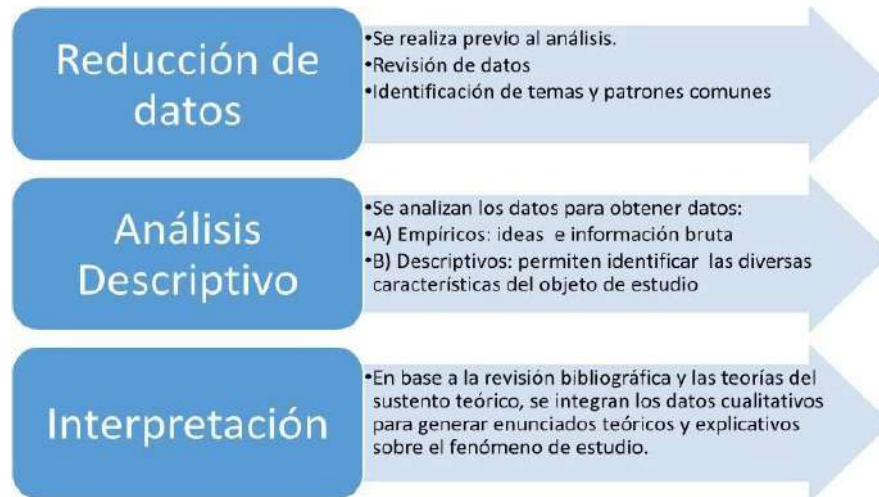 Reducción de
datos
•Se realiza previo al análisis.
•Revisión de datos
•Identificación de temas y patrones comunes
Análisis
Descriptivo
•Se analizan los datos para obtener datos:
•A) Empíricos: ideas e información bruta
•B) Descriptivos: permiten identificar las diversas
características del objeto de estudio
Interpretación
•En base a la revisión bibliográfica y las teorías del
sustento teórico, se integran los datos cualitativos
para generar enunciados teóricos y explicativos
sobre el fenómeno de estudio.